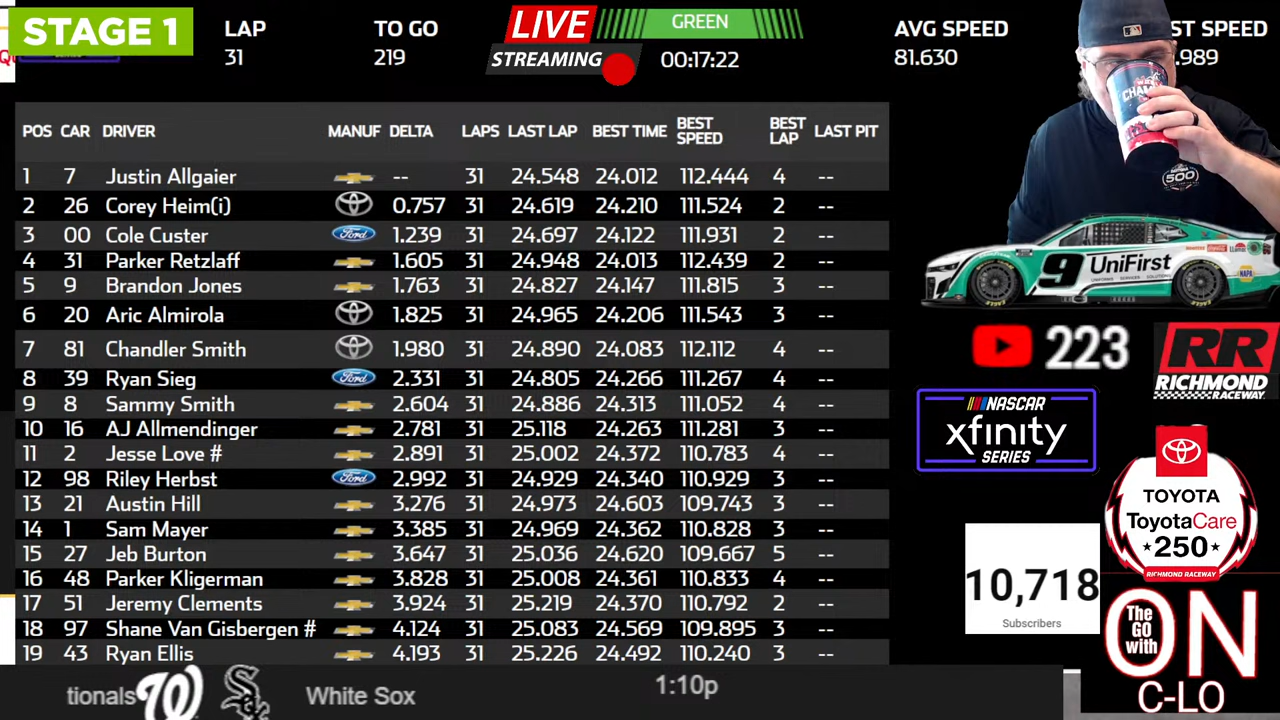 STAGE 1
LAP
31
TO GO
219
LIVE
STREAMING
GREEN
00:17:22
AVG SPEED
81.630
ST SPEED
.989
POS CAR DRIVER MANUF DELTA LAPS LAST LAP BEST TIME BEST SPEED BEST LAP LAST PIT
1 7 Justin Allgaier -- 31 24.548 24.012 112.444 4 --
2 26 Corey Heim(i) 0.757 31 24.619 24.210 111.524 2 --
3 00 Cole Custer Ford 1.239 31 24.697 24.122 111.931 2 --
4 31 Parker Retzlaff 1.605 31 24.948 24.013 112.439 2 --
5 9 Brandon Jones 1.762 31 24.827 24.147 111.815 3 --
6 20 Aric Almirola 1.825 31 24.965 24.206 111.543 3 --
7 81 Chandler Smith 1.980 31 24.890 24.083 112.112 4 --
8 39 Ryan Sieg Ford 2.331 31 24.805 24.266 111.267 4 --
9 8 Sammy Smith 2.604 31 24.886 24.313 111.052 4 --
10 16 AJ Allmendinger 2.781 31 25.118 24.263 111.281 3 --
11 2 Jesse Love # 2.891 31 25.002 24.372 110.783 4 --
12 98 Riley Herbst Ford 2.992 31 24.929 24.340 110.929 3 --
13 21 Austin Hill 3.276 31 24.973 24.603 109.743 3 --
14 1 Sam Mayer 3.385 31 24.969 24.362 110.828 3 --
15 27 Jeb Burton 3.647 31 25.036 24.620 109.667 5 --
16 48 Parker Kligerman 3.828 31 25.008 24.361 110.833 4 --
17 51 Jeremy Clements 3.924 31 25.219 24.370 110.792 2 --
18 97 Shane Van Gisbergen # 4.124 31 25.083 24.569 109.895 3 --
19 43 Ryan Ellis 4.193 31 25.226 24.492 110.240 3 --
CHAM
DAYTONA
500
9 UniFirst
NAPA
223
RR
RICHMOND
RACEWAY
NASCAR
xfinity
SERIES
TOYOTA
ToyotaCare
250
RICHMOND RACEWAY
10,718
Subscribers
The GO with ON
C-LO
tionals W Sox White Sox 1:10p